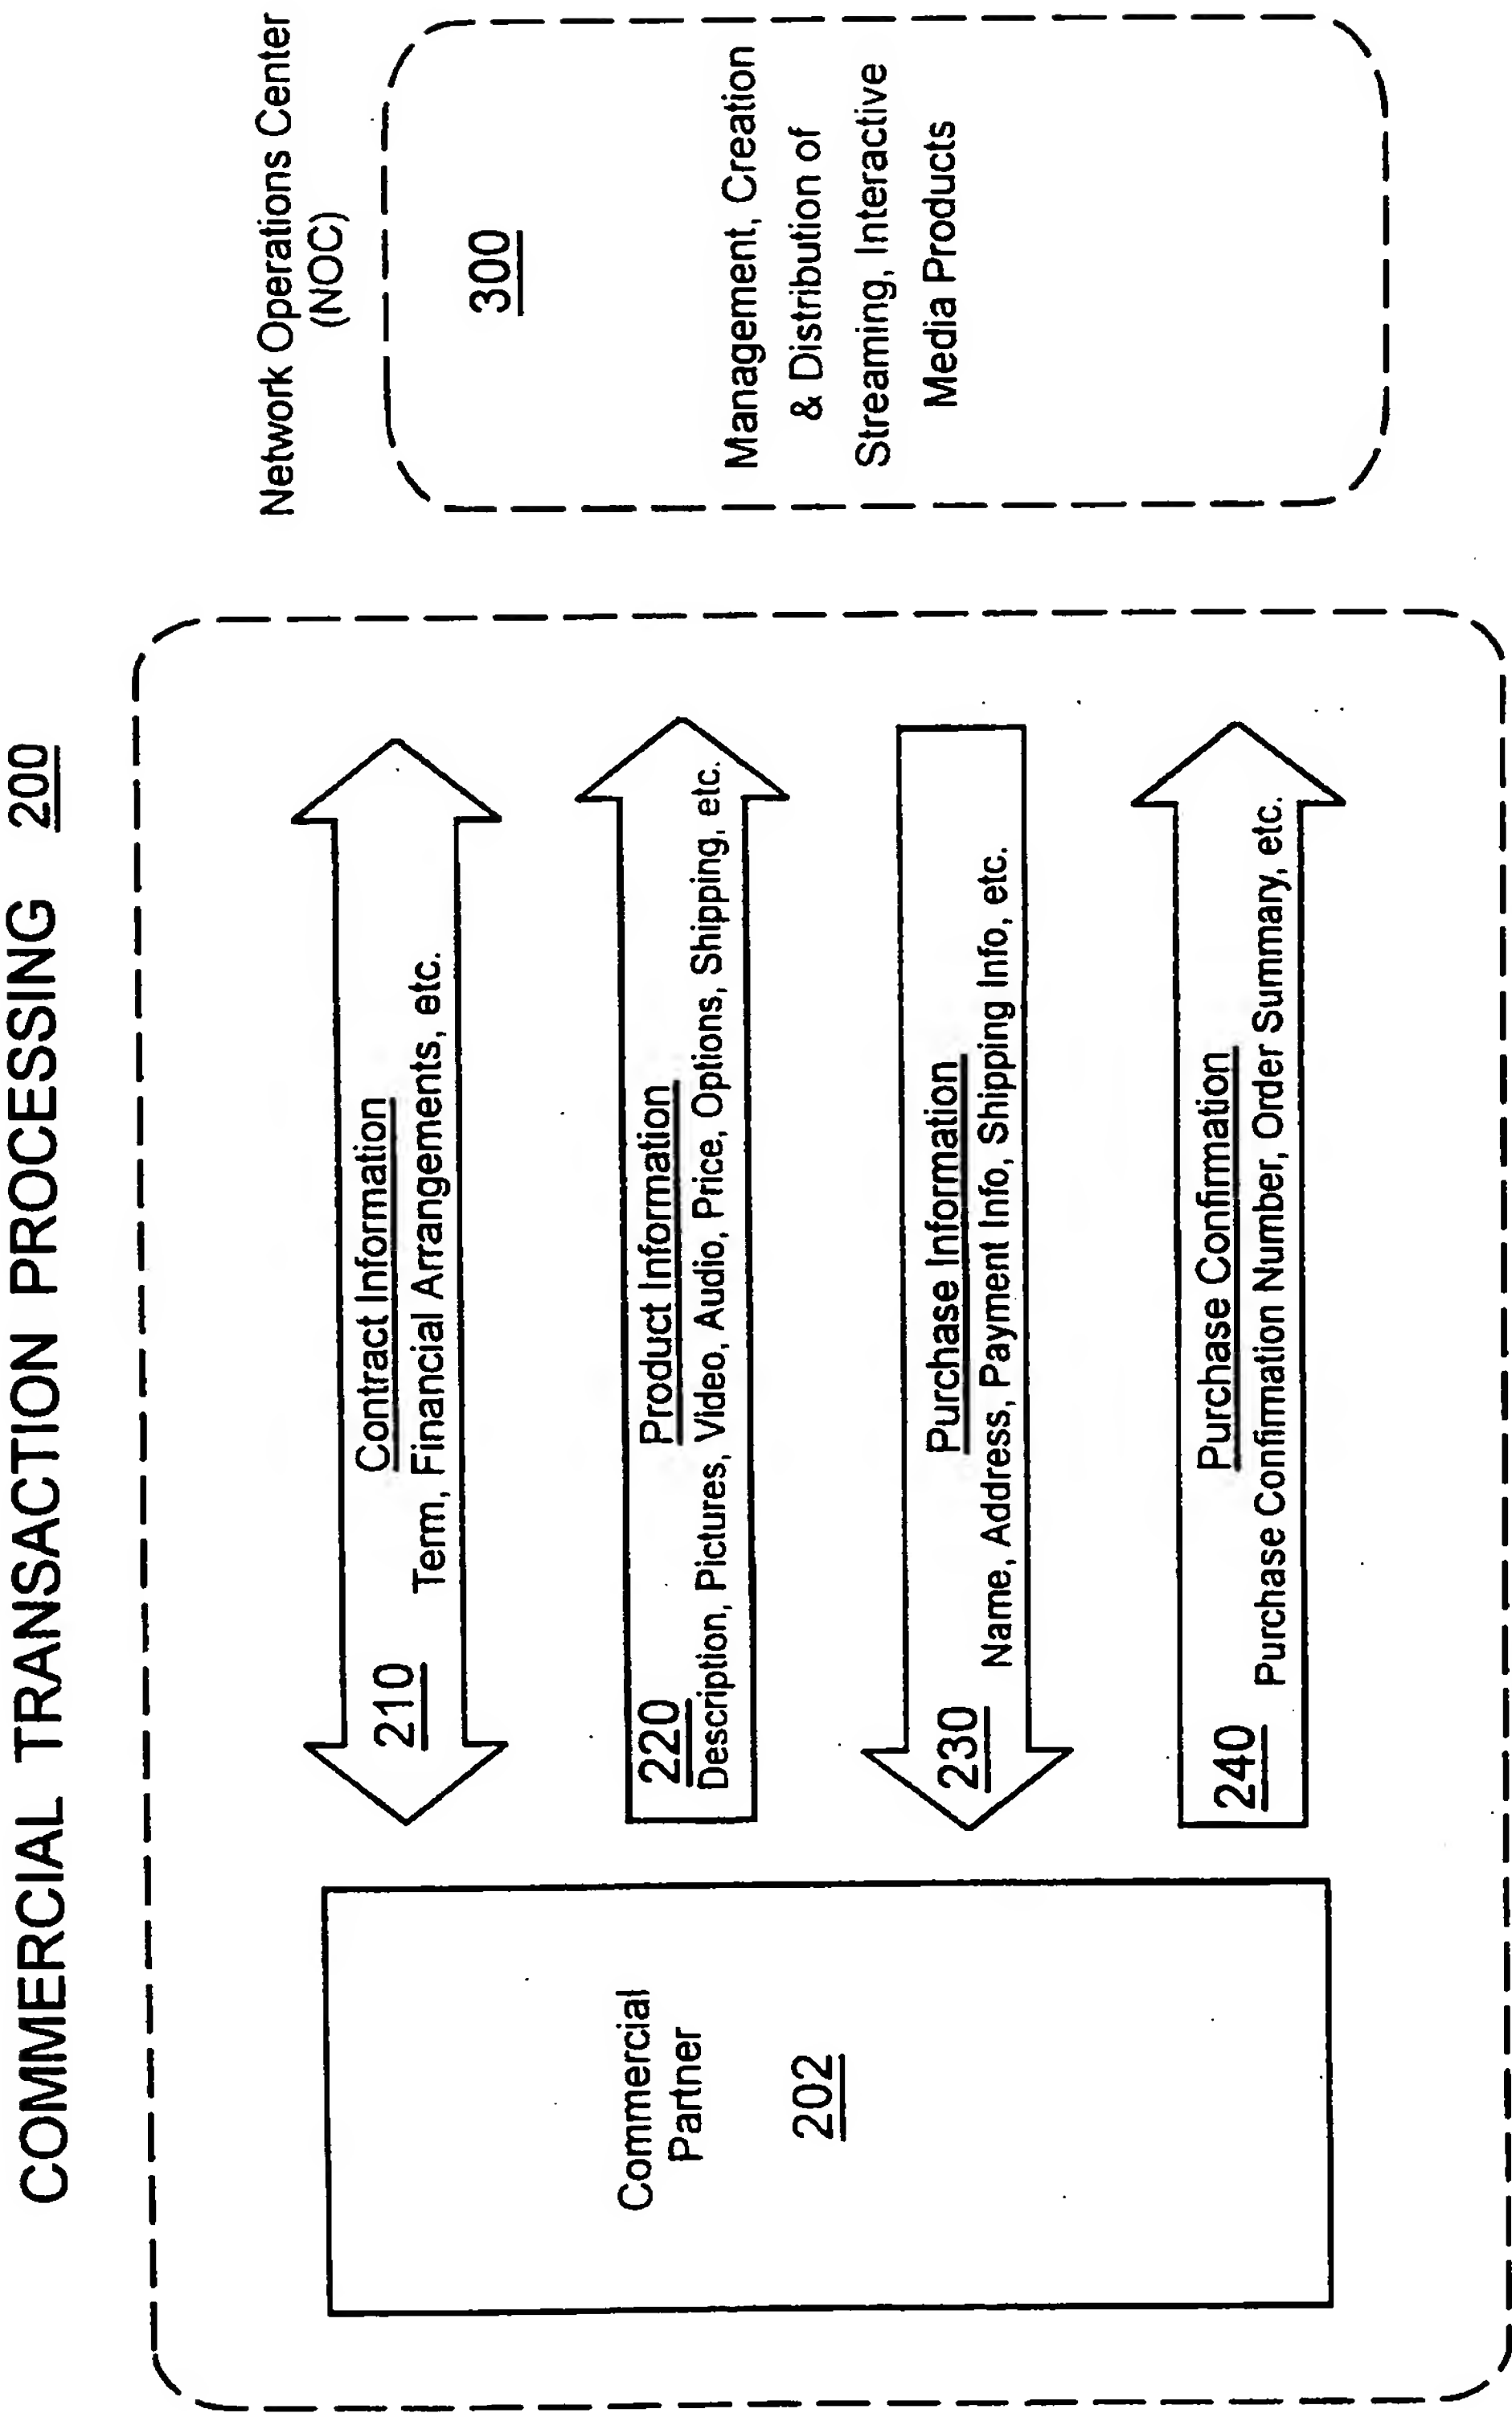 COMMERCIAL TRANSACTION PROCESSING 200
Commercial
Partner
202
210
Contract Information
Term, Financial Arrangements, etc.
220
Product Information
Description, Pictures, Video, Audio, Price, Options, Shipping, etc.
230
Purchase Information
Name, Address, Payment Info, Shipping Info, etc.
240
Purchase Confirmation
Purchase Confirmation Number, Order Summary, etc.
Network Operations Center
(NOC)
300
Management, Creation
& Distribution of
Streaming, Interactive
Media Products